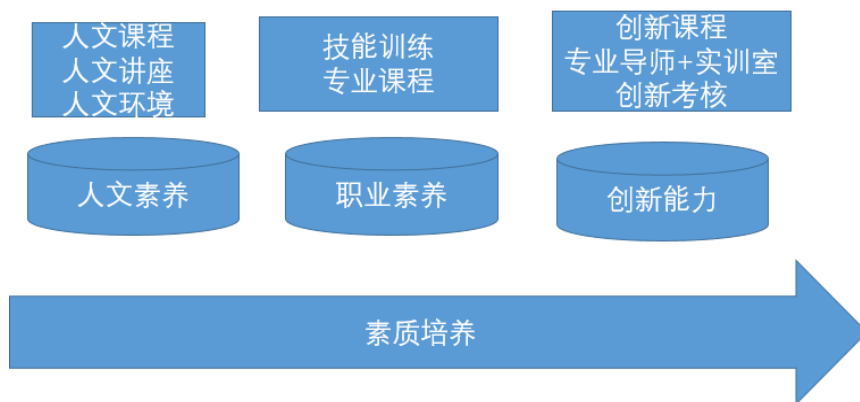 人文课程
人文讲座
人文环境
技能训练
专业课程
创新课程
专业导师+实训室
创新考核
人文素养
职业素养
创新能力
素质培养